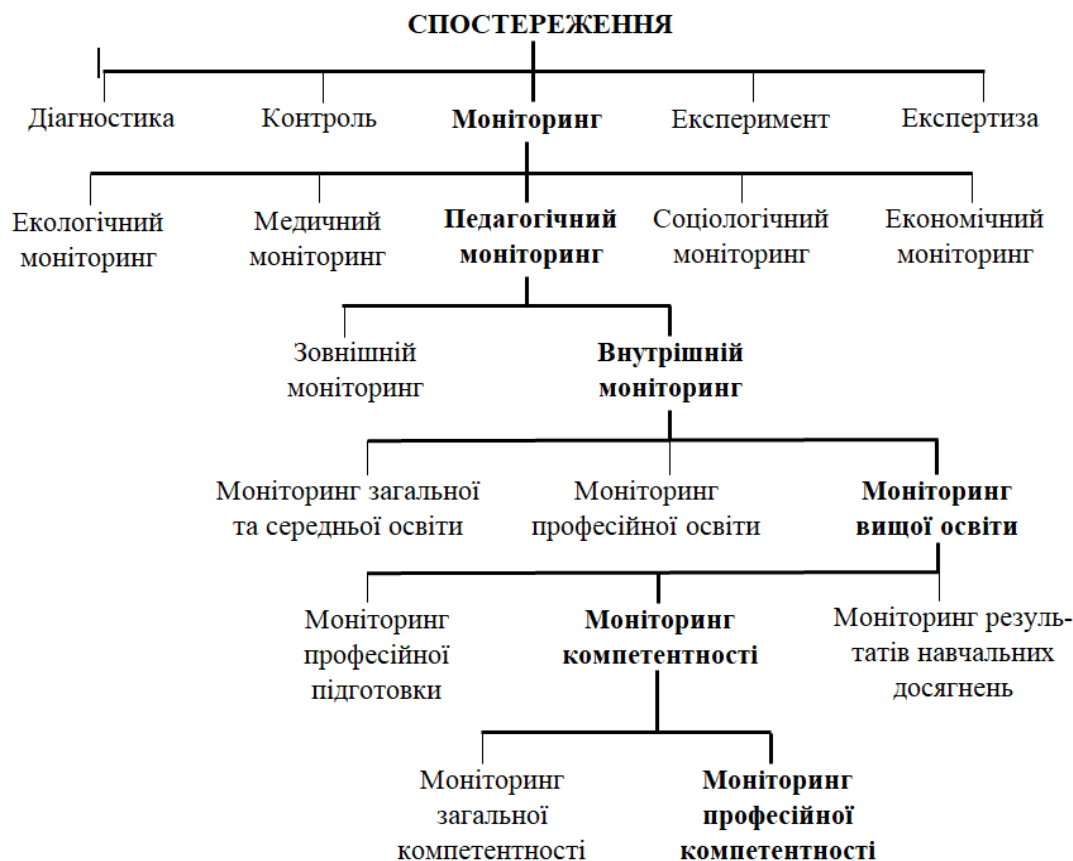 СПОСТЕРЕЖЕННЯ
Діагностика Контроль Моніторинг Експеримент Експертиза
Екологічний
моніторинг
Медичний
моніторинг
Педагогічний
моніторинг
Соціологічний
моніторинг
Економічний
моніторинг
Зовнішній
моніторинг
Внутрішній
моніторинг
Моніторинг загальної
та середньої освіти
Моніторинг
професійної освіти
Моніторинг
вищої освіти
Моніторинг
професійної
підготовки
Моніторинг
компетентності
Моніторинг резуль-
татів навчальних
досягнень
Моніторинг
загальної
компетентності
Моніторинг
професійної
компетентності